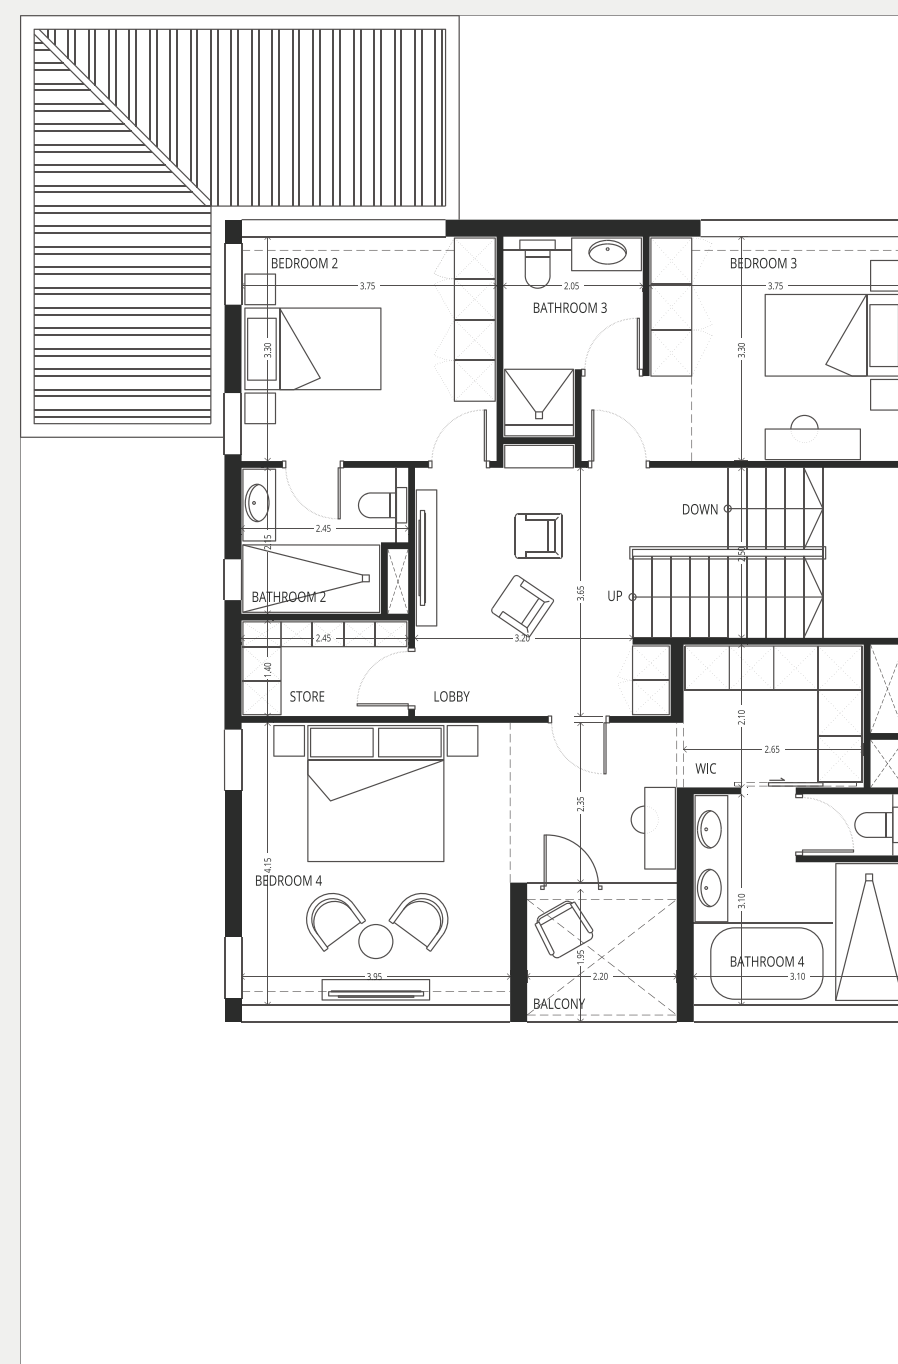 BEDROOM 2
BEDROOM 3
3.75
2.05
3.75
BATHROOM 3
3.30
3.30
DOWN
2.45
2.15
2.50
BATHROOM 2
3.65
UP
2.45
3.20
1.40
STORE
LOBBY
2.10
2.65
WIC
2.35
4.15
BEDROOM 4
3.10
1.95
BATHROOM 4
3.95
2.20
3.10
BALCONY